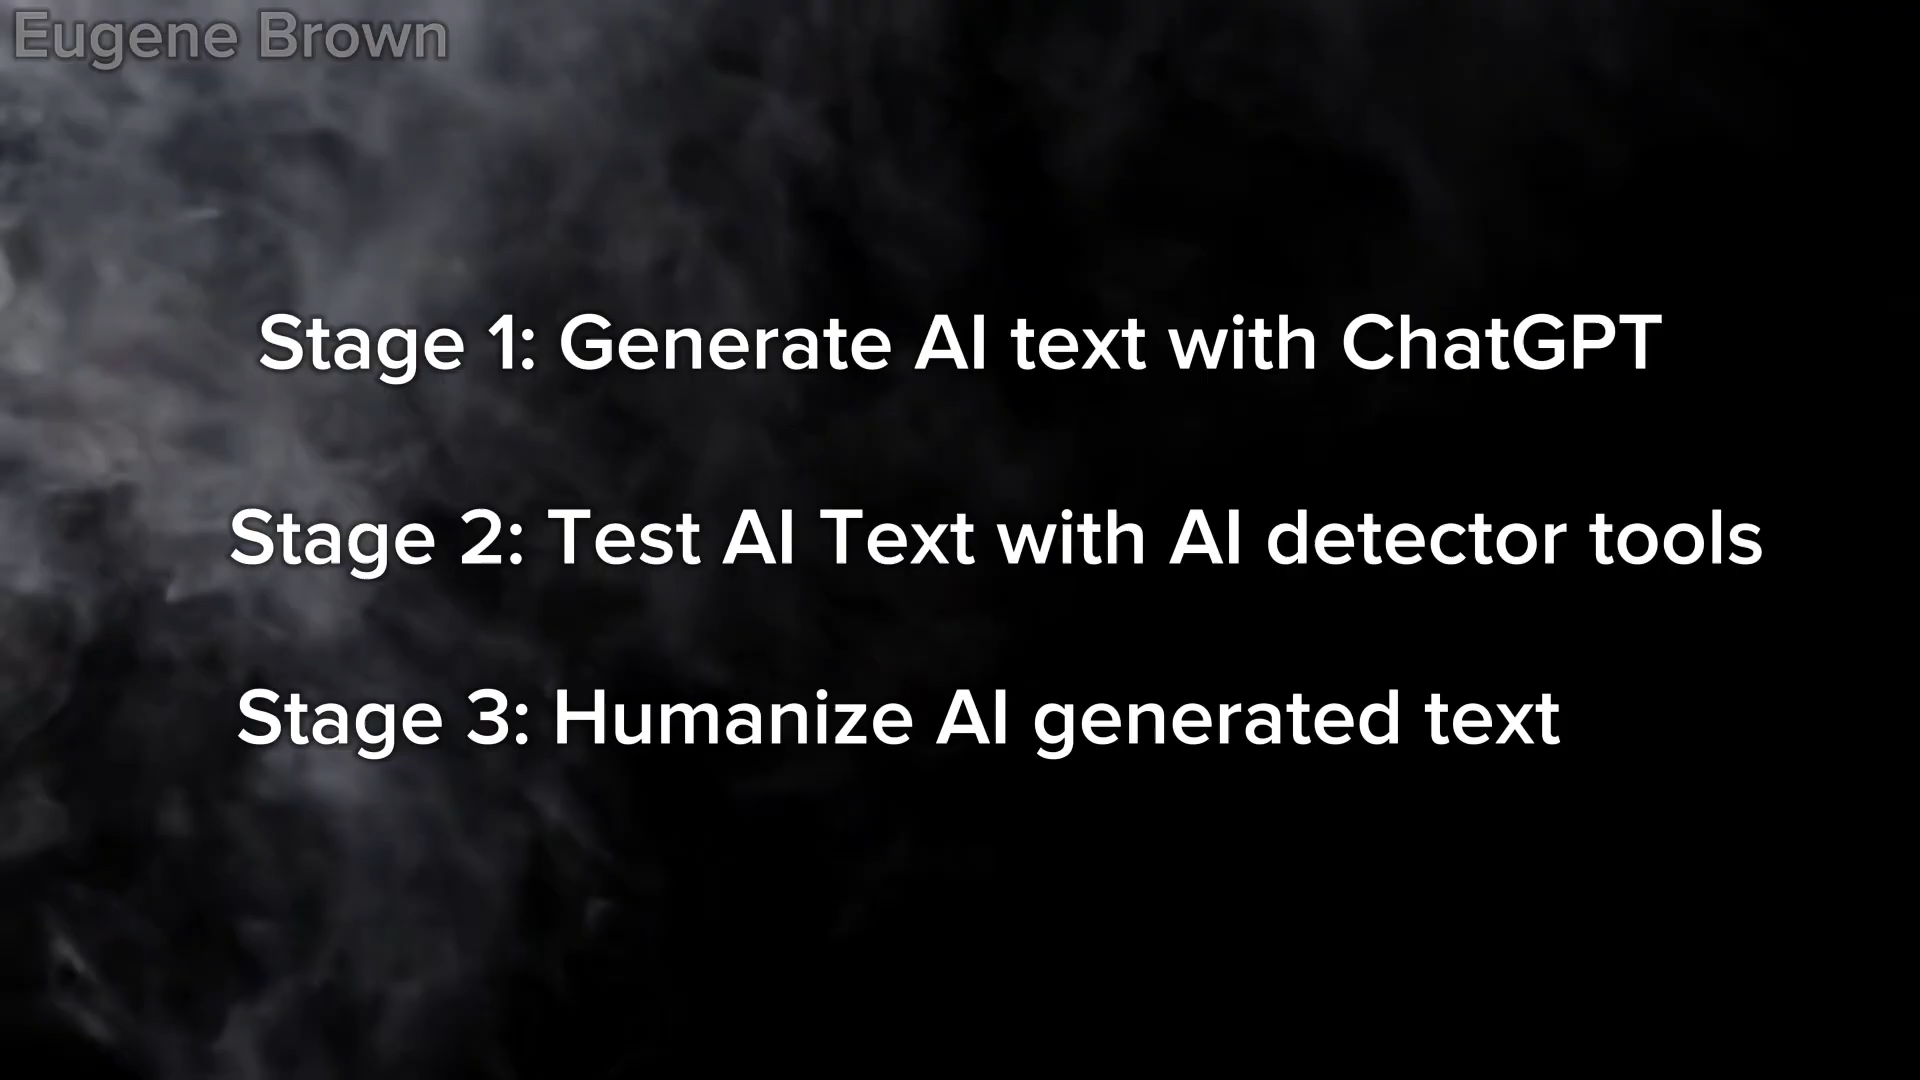 Eugene Brown
Stage 1: Generate AI text with ChatGPT
Stage 2: Test AI Text with AI detector tools
Stage 3: Humanize AI generated text